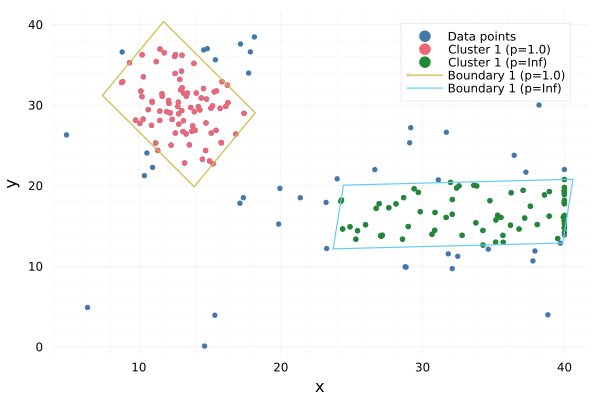 40
Data points
Cluster 1 (p=1.0)
Cluster 1 (p=Inf)
Boundary 1 (p=1.0)
Boundary 1 (p=Inf)
30
y
20
10
0
10
20
30
40
x